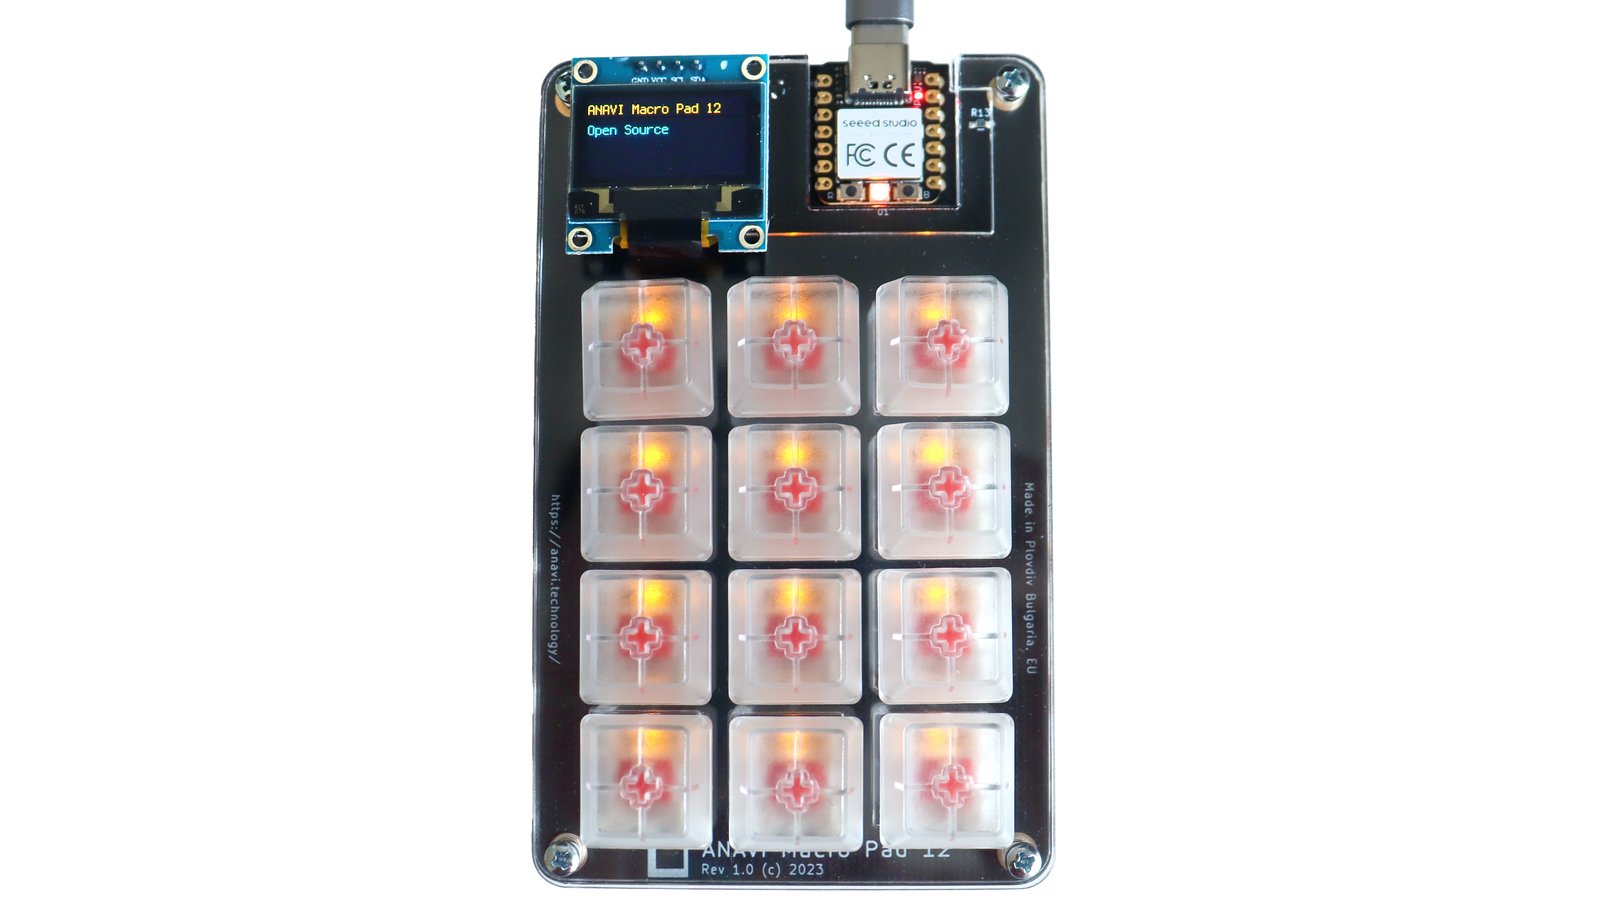 GND VCC SCL SDA
ANAVI Macro Pad 12
Open Source
seeed studio
FC CE
R13
R
B
U1
https://anavi.technology/
Made in Plovdiv Bulgaria, EU
ANAVI Macro Pad 12
Rev 1.0 (c) 2023